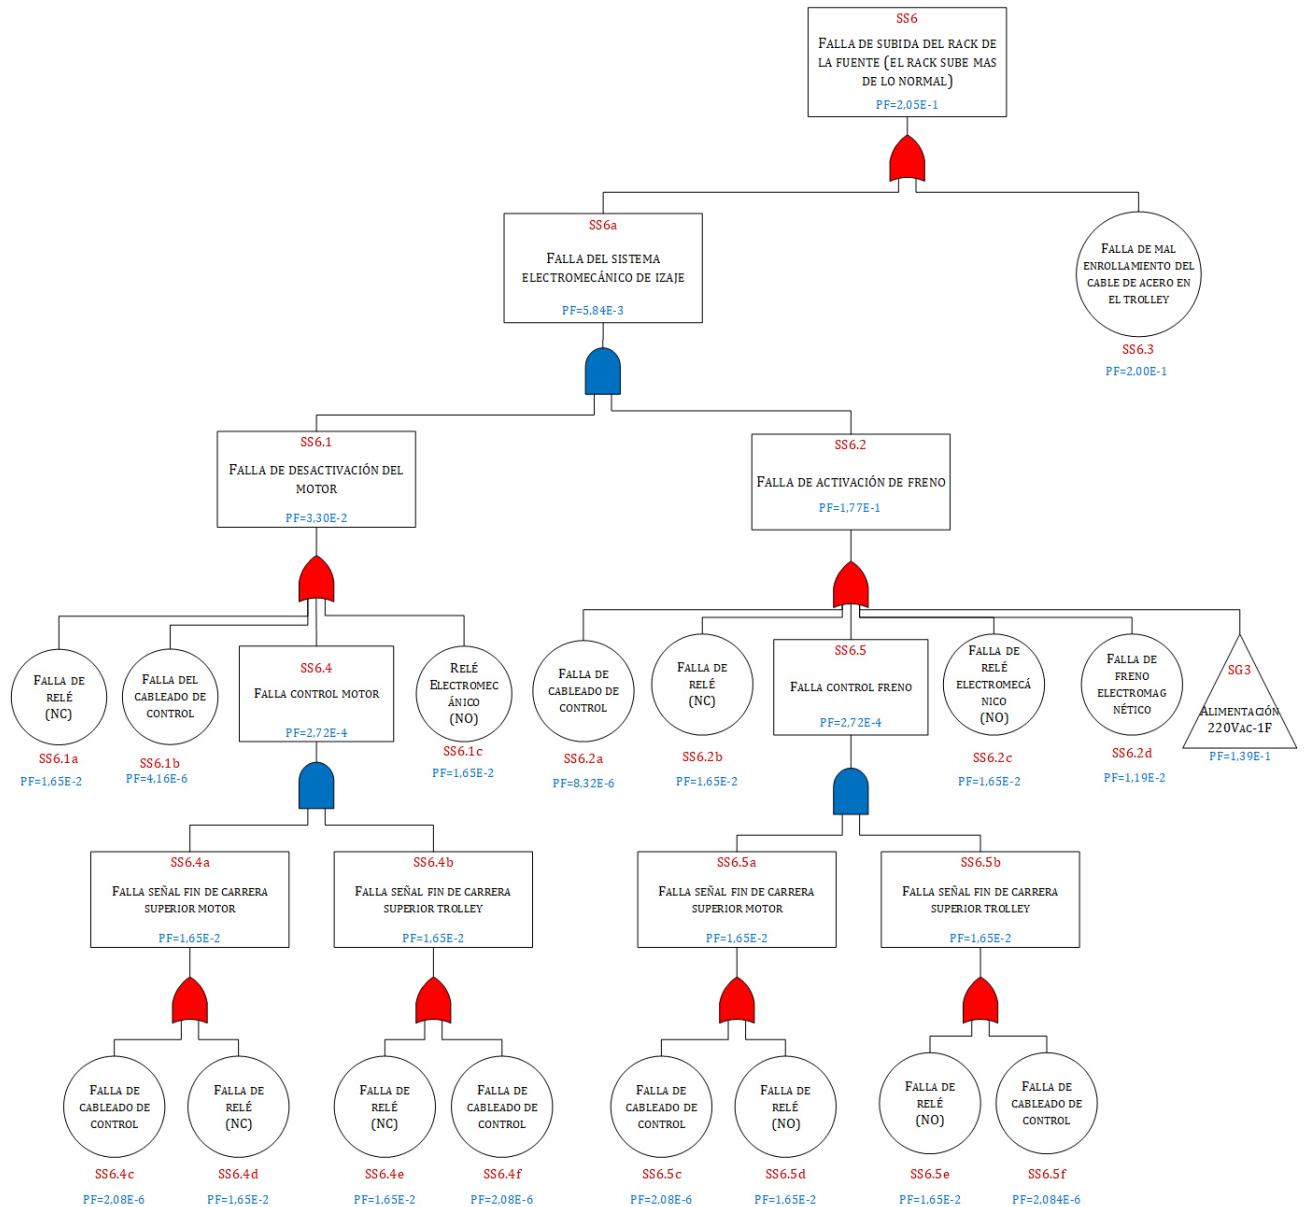 SS6
FALLA DE SUBIDA DEL RACK DE
LA FUENTE (EL RACK SUBE MAS
DE LO NORMAL)
PF=2,05E-1
SS6a
FALLA DEL SISTEMA
ELECTROMECÁNICO DE IZAJE
PF=5,84E-3
FALLA DE MAL
ENROLLAMIENTO DEL
CABLE DE ACERO EN
EL TROLLEY
SS6.3
PF=2,00E-1
SS6.1
FALLA DE DESACTIVACIÓN DEL
MOTOR
PF=3,30E-2
SS6.2
FALLA DE ACTIVACIÓN DE FRENO
PF=1,77E-1
FALLA DE
RELÉ
(NC)
SS6.1a
PF=1,65E-2
FALLA DEL
CABLEADO DE
CONTROL
SS6.1b
PF=4,16E-6
SS6.4
FALLA CONTROL MOTOR
PF=2,72E-4
RELÉ
ELECTROMEC
ÁNICO
(NO)
SS6.1c
PF=1,65E-2
FALLA DE
CABLEADO DE
CONTROL
SS6.2a
PF=8,32E-6
FALLA DE
RELÉ
(NC)
SS6.2b
PF=1,65E-2
SS6.5
FALLA CONTROL FRENO
PF=2,72E-4
FALLA DE
RELÉ
ELECTROMECÁ
NICO
(NO)
SS6.2c
PF=1,65E-2
FALLA DE
FRENO
ELECTROMAG
NÉTICO
SS6.2d
PF=1,19E-2
SG3
ALIMENTACIÓN
220VAC-1F
PF=1,39E-1
SS6.4a
FALLA SEÑAL FIN DE CARRERA
SUPERIOR MOTOR
PF=1,65E-2
SS6.4b
FALLA SEÑAL FIN DE CARRERA
SUPERIOR TROLLEY
PF=1,65E-2
SS6.5a
FALLA SEÑAL FIN DE CARRERA
SUPERIOR MOTOR
PF=1,65E-2
SS6.5b
FALLA SEÑAL FIN DE CARRERA
SUPERIOR TROLLEY
PF=1,65E-2
FALLA DE
CABLEADO DE
CONTROL
SS6.4c
PF=2,08E-6
FALLA DE
RELÉ
(NC)
SS6.4d
PF=1,65E-2
FALLA DE
RELÉ
(NC)
SS6.4e
PF=1,65E-2
FALLA DE
CABLEADO DE
CONTROL
SS6.4f
PF=2,08E-6
FALLA DE
CABLEADO DE
CONTROL
SS6.5c
PF=2,08E-6
FALLA DE
RELÉ
(NO)
SS6.5d
PF=1,65E-2
FALLA DE
RELÉ
(NO)
SS6.5e
PF=1,65E-2
FALLA DE
CABLEADO DE
CONTROL
SS6.5f
PF=2,084E-6